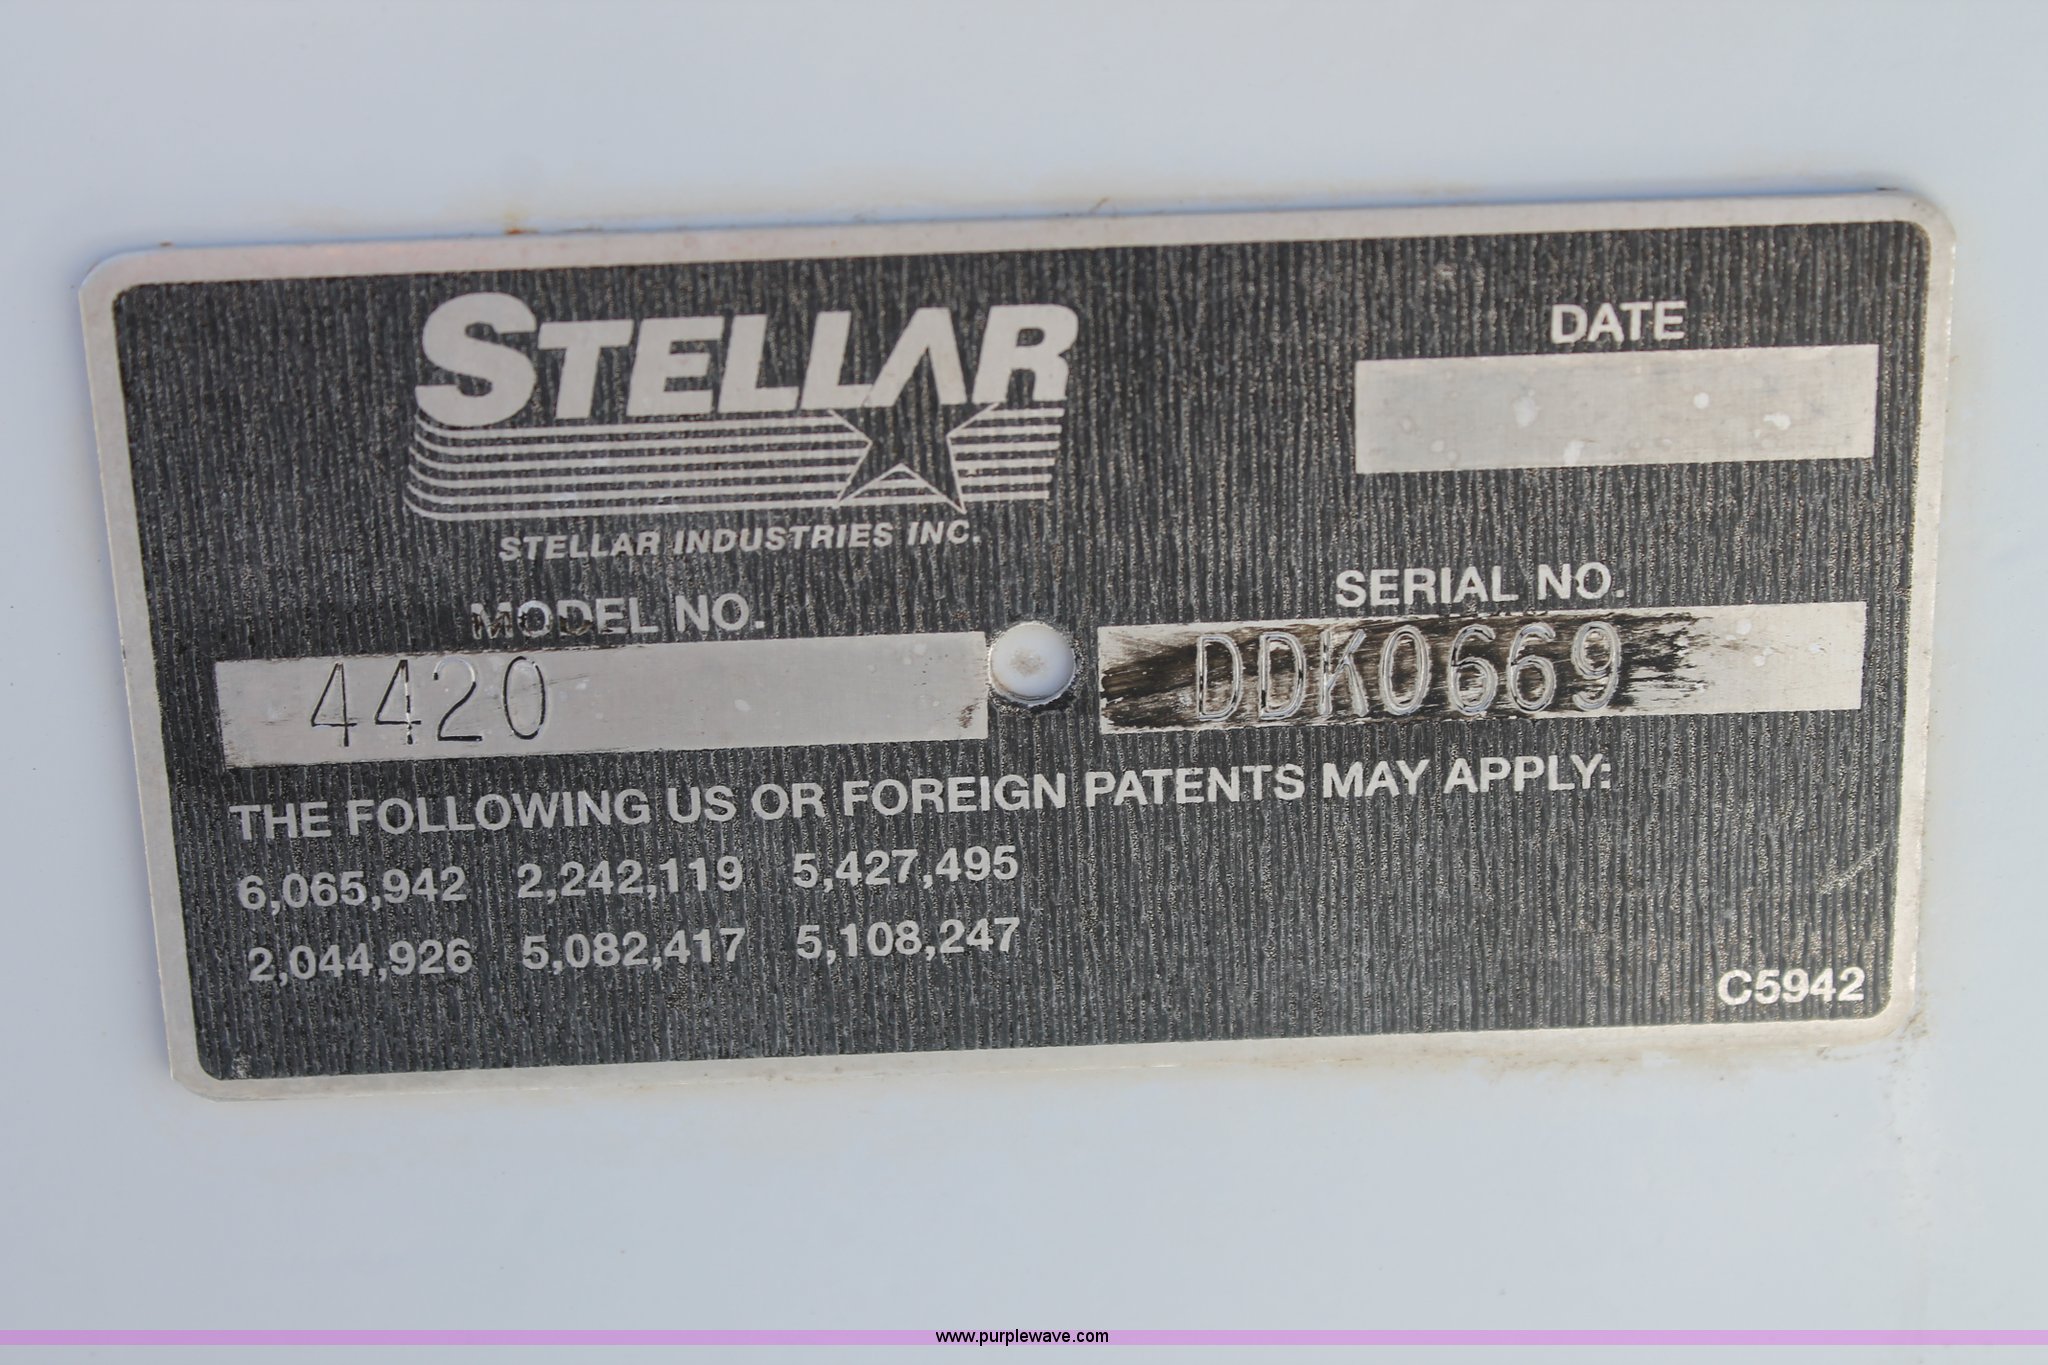 STELLAR
STELLAR INDUSTRIES INC.
DATE
MODEL NO.
4420
SERIAL NO.
DDK0669
THE FOLLOWING US OR FOREIGN PATENTS MAY APPLY:
6,065,942 2,242,119 5,427,495
2,044,926 5,082,417 5,108,247
C5942
www.purplewave.com